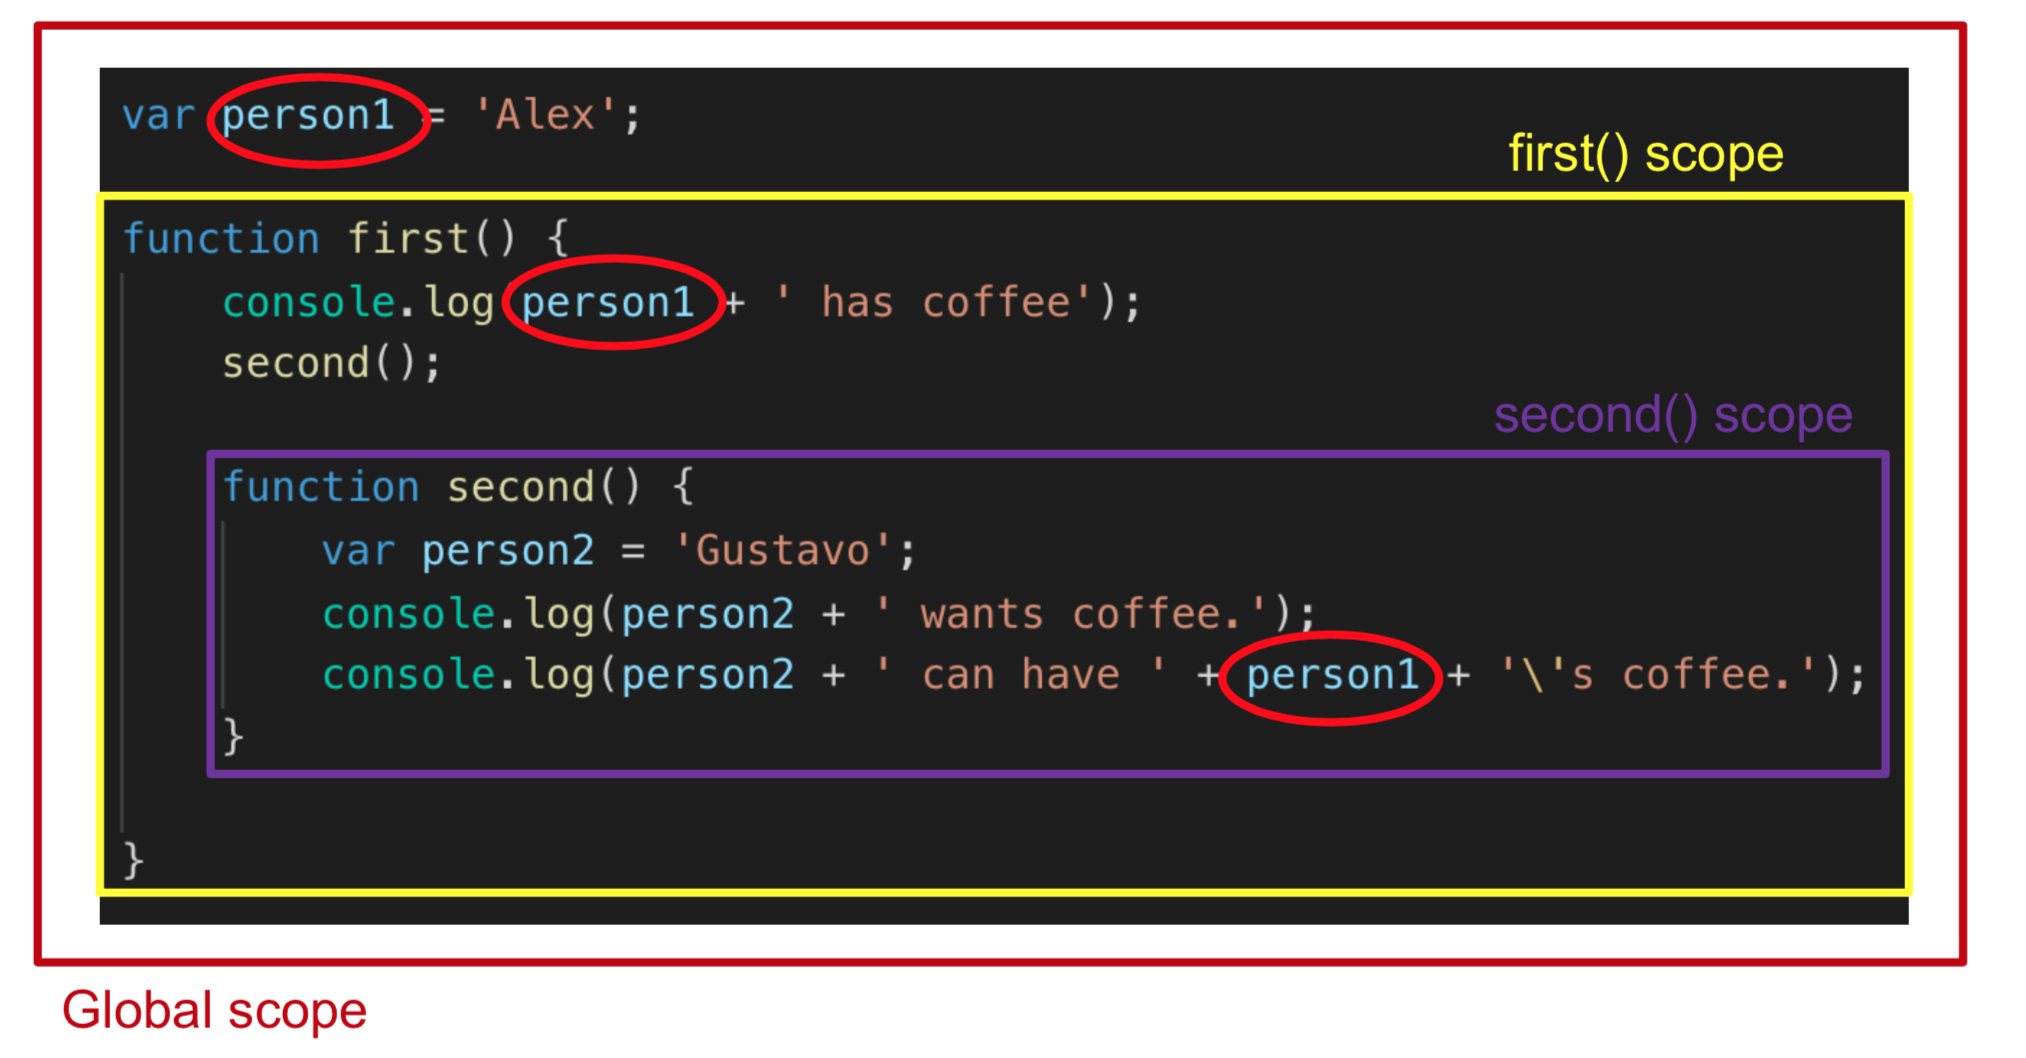 var person1 = 'Alex';
first() scope
function first() {
console.log(person1 + ' has coffee');
second();
second() scope
function second() {
var person2 = 'Gustavo';
console.log(person2 + ' wants coffee.');
console.log(person2 + ' can have ' + person1 + '\'s coffee.');
}
}
Global scope